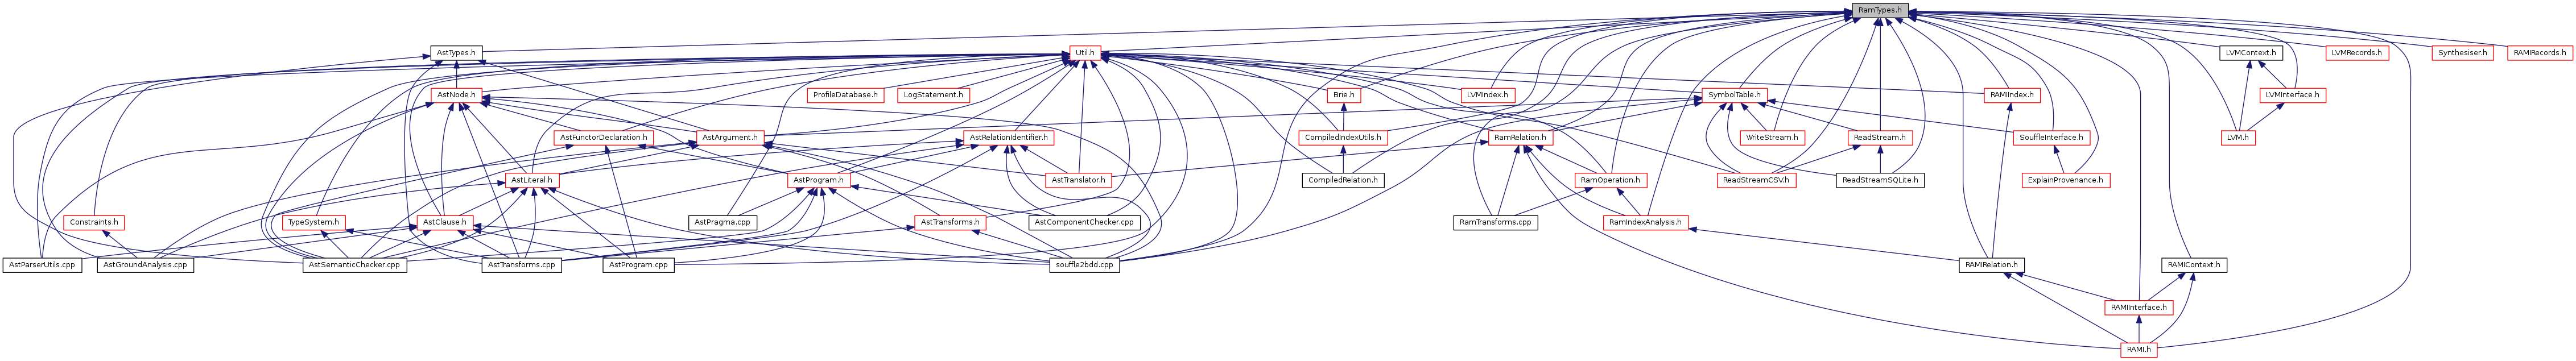 RamTypes.h
AstTypes.h
Util.h
LVMContext.h
LVMRecords.h
Synthesiser.h
RAMIRecords.h
AstNode.h
ProfileDatabase.h
LogStatement.h
Brie.h
LVMIndex.h
SymbolTable.h
RAMIIndex.h
LVMInterface.h
AstFunctorDeclaration.h
AstArgument.h
AstRelationIdentifier.h
CompiledIndexUtils.h
RamRelation.h
WriteStream.h
ReadStream.h
SouffleInterface.h
LVM.h
AstLiteral.h
AstProgram.h
AstTranslator.h
CompiledRelation.h
RamOperation.h
ReadStreamCSV.h
ReadStreamSQLite.h
ExplainProvenance.h
Constraints.h
TypeSystem.h
AstClause.h
AstPragma.cpp
AstTransforms.h
AstComponentChecker.cpp
RamTransforms.cpp
RamIndexAnalysis.h
AstParserUtils.cpp
AstGroundAnalysis.cpp
AstSemanticChecker.cpp
AstTransforms.cpp
AstProgram.cpp
souffle2bdd.cpp
RAMIRelation.h
RAMIContext.h
RAMIInterface.h
RAMI.h